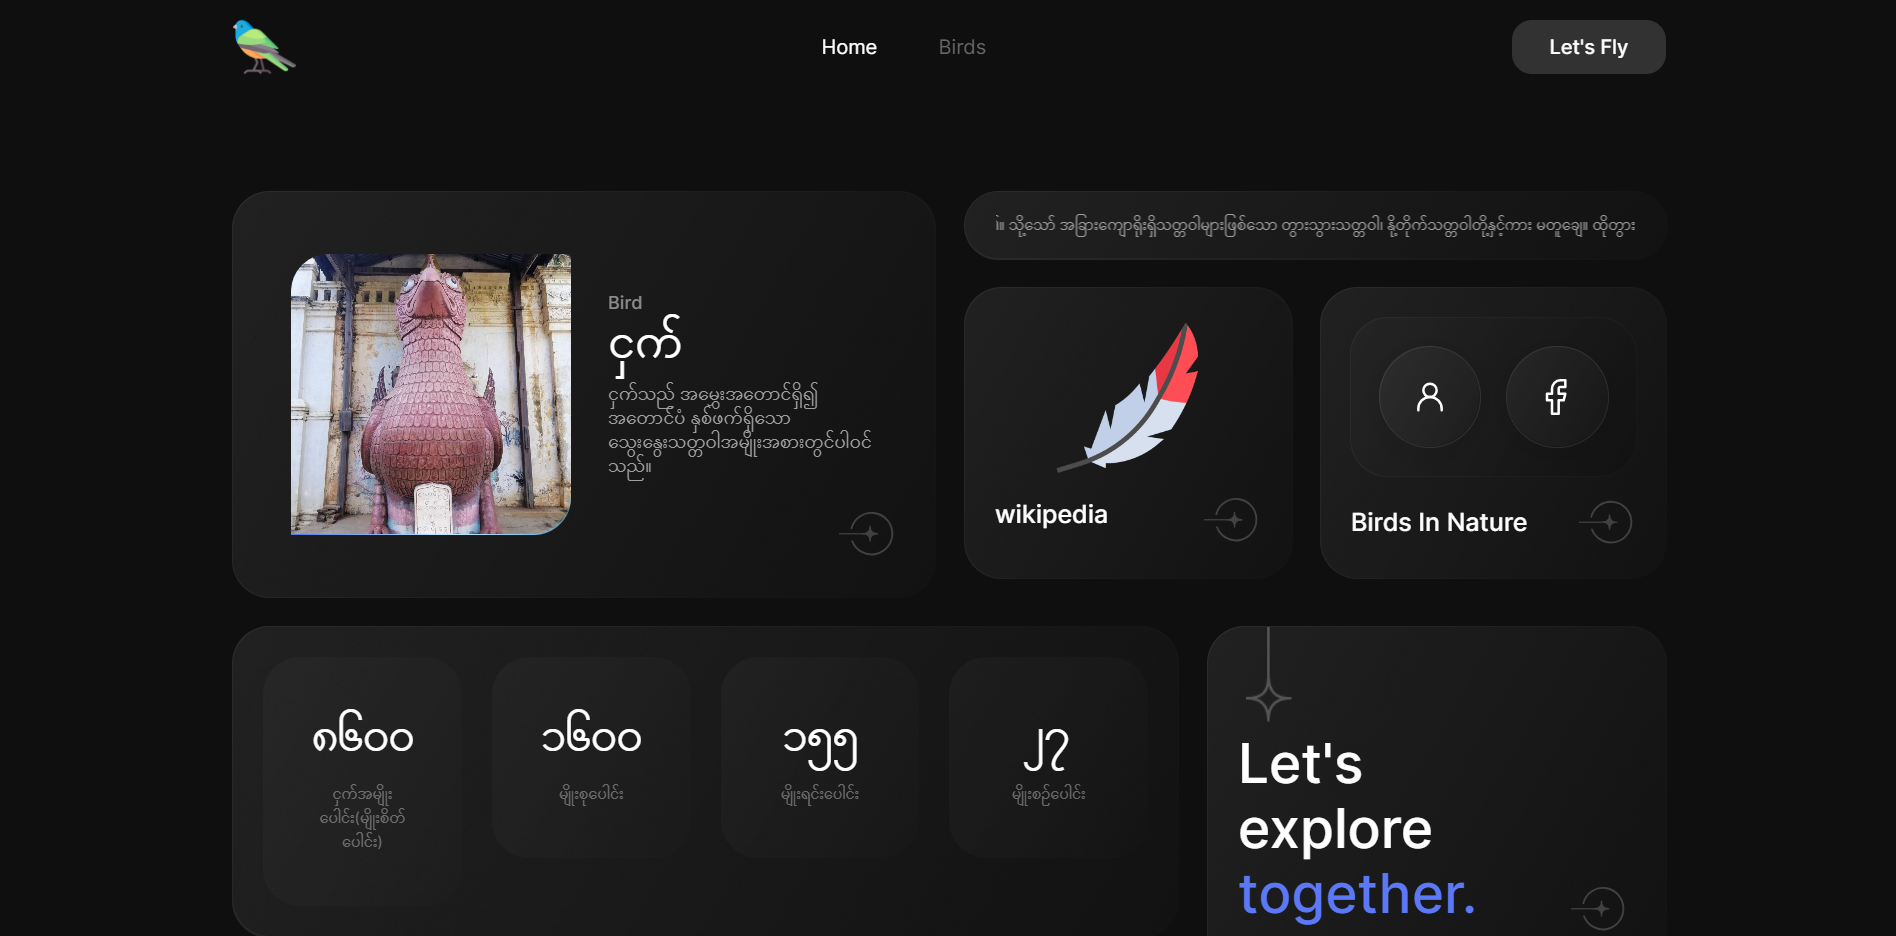 Home
Birds
Let's Fly
Bird
ငှက်
ငှက်သည် အမွှေးအတောင်ရှိ၍
အတောင်ပံ နှစ်ဖက်ရှိသော
သွေးနွေးသတ္တဝါအမျိုးအစားတွင်ပါဝင်
သည်။
။ သို့သော် အခြားကျောရိုးရှိသတ္တဝါများဖြစ်သော တွားသွားသတ္တဝါ၊ နို့တိုက်သတ္တဝါတို့နှင့်ကား မတူချေ။ ထိုတွား
wikipedia
Birds In Nature
၈၆၀၀
ငှက်အမျိုး
ပေါင်း(မျိုးစိတ်
ပေါင်း)
၁၆၀၀
မျိုးစုပေါင်း
၁၅၅
မျိုးရင်းပေါင်း
၂၇
မျိုးစဉ်ပေါင်း
Let's
explore
together.